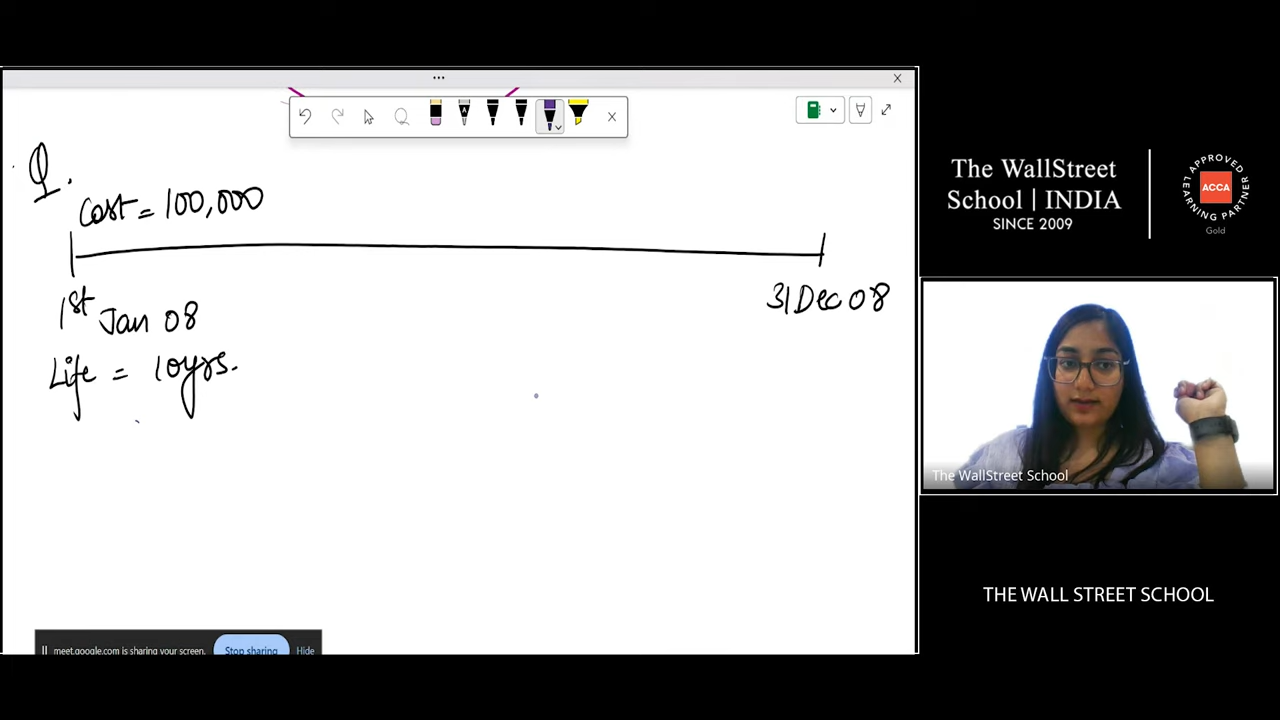 Q.
Cost = 100,000
1st Jan 08
31 Dec 08
Life = 10yrs.
meet.google.com is sharing your screen.
Stop sharing
Hide
The WallStreet
School | INDIA
SINCE 2009
APPROVED
ACCA
LEARNING PARTNER
Gold
The WallStreet School
THE WALL STREET SCHOOL